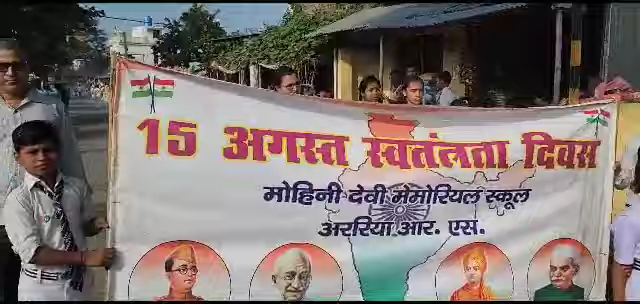 15 अगस्त स्वतंत्रता दिवस
मोहिनी देवी मेमोरियल स्कूल
अररिया आर. एस.